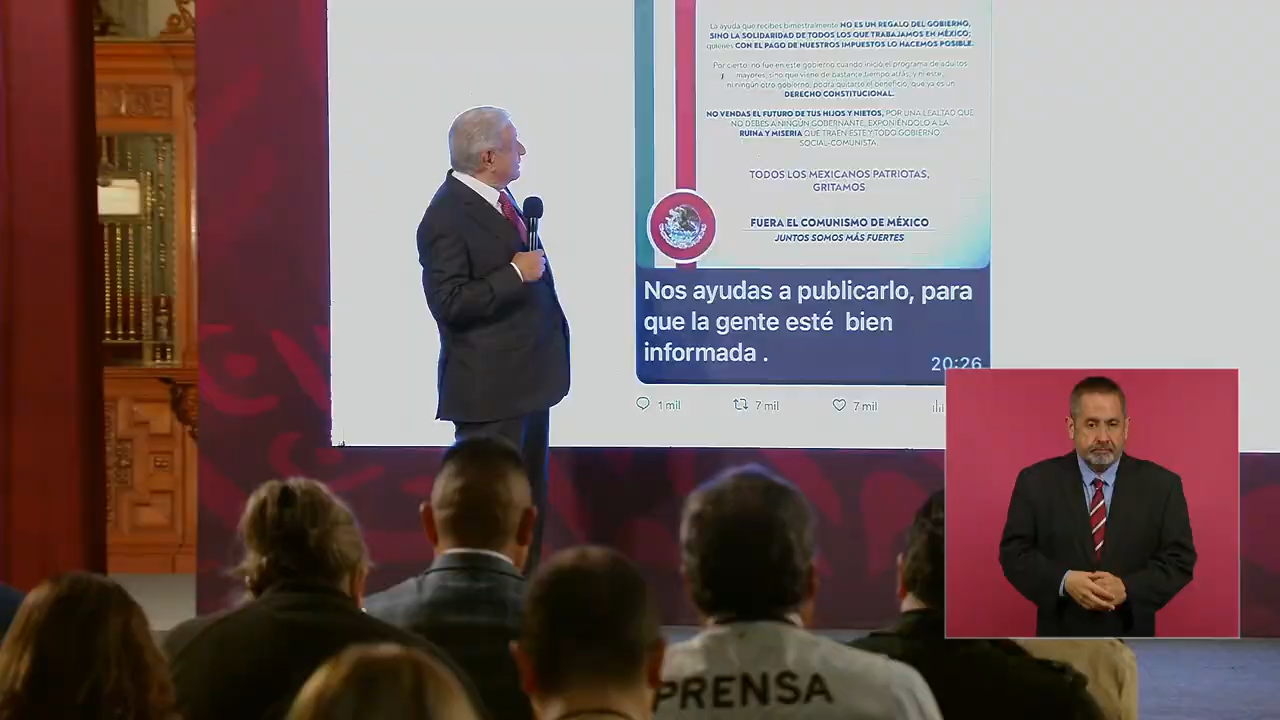 La ayuda que recibes bimestralmente NO ES UN REGALO DEL GOBIERNO,
SINO LA SOLIDARIDAD DE TODOS LOS QUE TRABAJAMOS EN MÉXICO;
quienes CON EL PAGO DE NUESTROS IMPUESTOS LO HACEMOS POSIBLE.
Por cierto; no fue en este gobierno cuando inició el programa de adultos
mayores, sino que viene de bastante tiempo atrás, y ni este,
ni ningún otro gobierno, podrá quitarte el beneficio, que ya es un
DERECHO CONSTITUCIONAL.
NO VENDAS EL FUTURO DE TUS HIJOS Y NIETOS, POR UNA LEALTAD QUE
NO DEBES A NINGÚN GOBERNANTE, EXPONIÉNDOLO A LA
RUINA Y MISERIA QUE TRAEN ESTE Y TODO GOBIERNO
SOCIAL-COMUNISTA.
TODOS LOS MEXICANOS PATRIOTAS,
GRITAMOS
FUERA EL COMUNISMO DE MÉXICO
JUNTOS SOMOS MÁS FUERTES
Nos ayudas a publicarlo, para
que la gente esté bien
informada .
20:26
1 mil 7 mil 7 mil
PRENSA